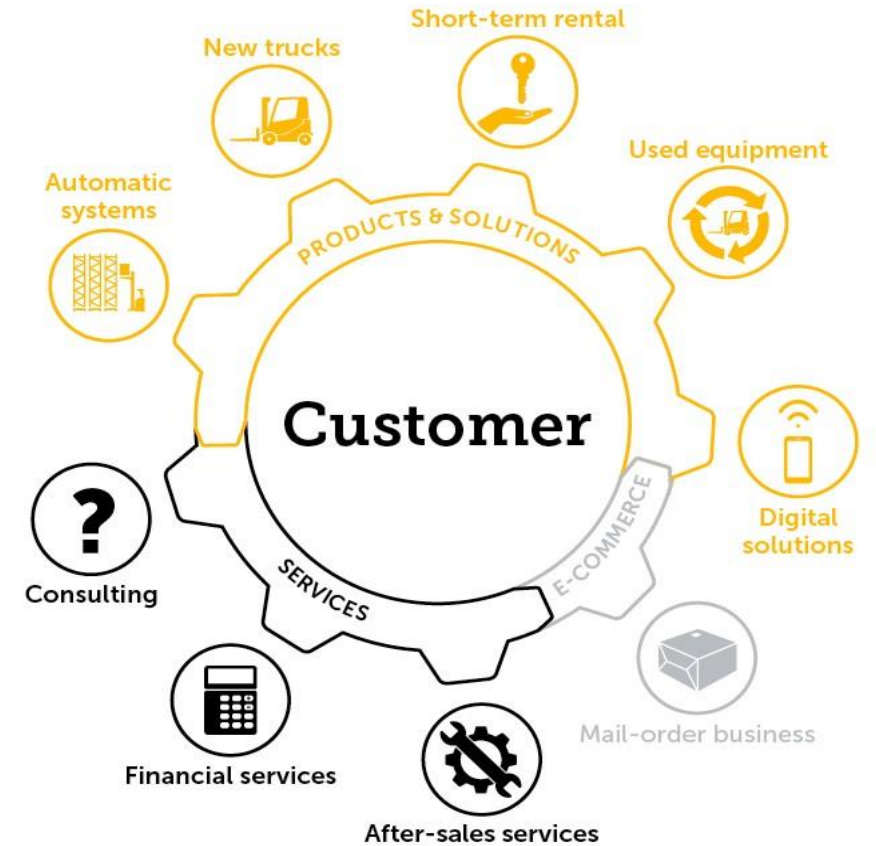 Short-term rental
New trucks
Used equipment
Automatic
systems
PRODUCTS & SOLUTIONS
Customer
E-COMMERCE
Digital
solutions
SERVICES
Consulting
?
Mail-order business
Financial services
After-sales services